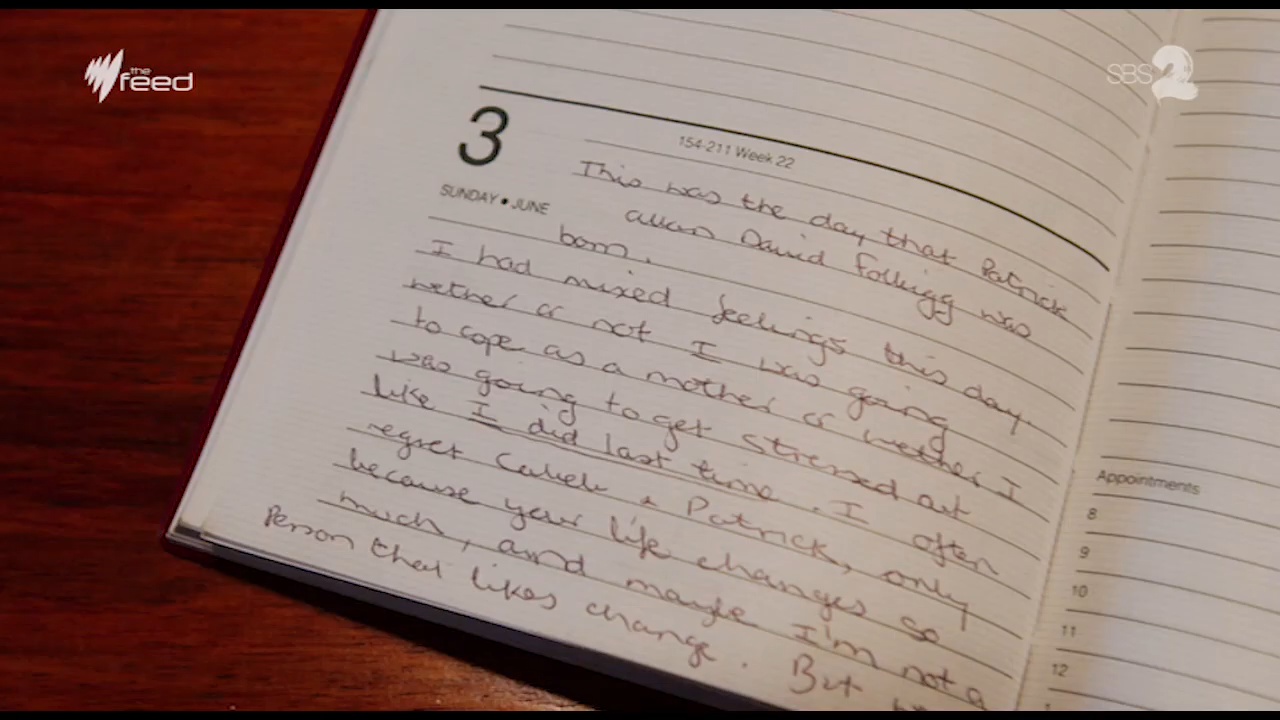 the feed
SBS2
3
SUNDAY • JUNE
154-211 Week 22
This was the day that Patrick
allan David Folbigg was
born.
I had mixed feelings this day.
wether or not I was going
to cope as a mother or wether I
was going to get stressed out
like I did last time. I often
regret Caleb + Patrick, only
because your life changes so
much, and maybe I'm not a
Person that likes change. But
Appointments
8
9
10
11
12